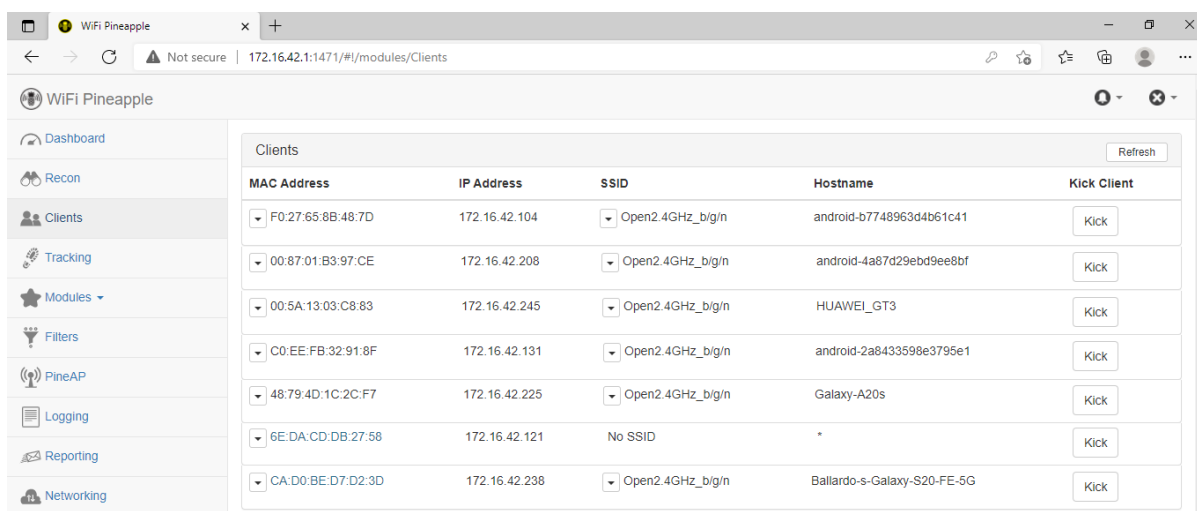 WiFi Pineapple
Not secure | 172.16.42.1:1471/#!/modules/Clients
WiFi Pineapple
Dashboard
Recon
Clients
Tracking
Modules
Filters
PineAP
Logging
Reporting
Networking
Clients Refresh
MAC Address IP Address SSID Hostname Kick Client
F0:27:65:8B:48:7D 172.16.42.104 Open2.4GHz_b/g/n android-b7748963d4b61c41 Kick
00:87:01:B3:97:CE 172.16.42.208 Open2.4GHz_b/g/n android-4a87d29ebd9ee8bf Kick
00:5A:13:03:C8:83 172.16.42.245 Open2.4GHz_b/g/n HUAWEI_GT3 Kick
C0:EE:FB:32:91:8F 172.16.42.131 Open2.4GHz_b/g/n android-2a8433598e3795e1 Kick
48:79:4D:1C:2C:F7 172.16.42.225 Open2.4GHz_b/g/n Galaxy-A20s Kick
6E:DA:CD:DB:27:58 172.16.42.121 No SSID * Kick
CA:D0:BE:D7:D2:3D 172.16.42.238 Open2.4GHz_b/g/n Ballardo-s-Galaxy-S20-FE-5G Kick